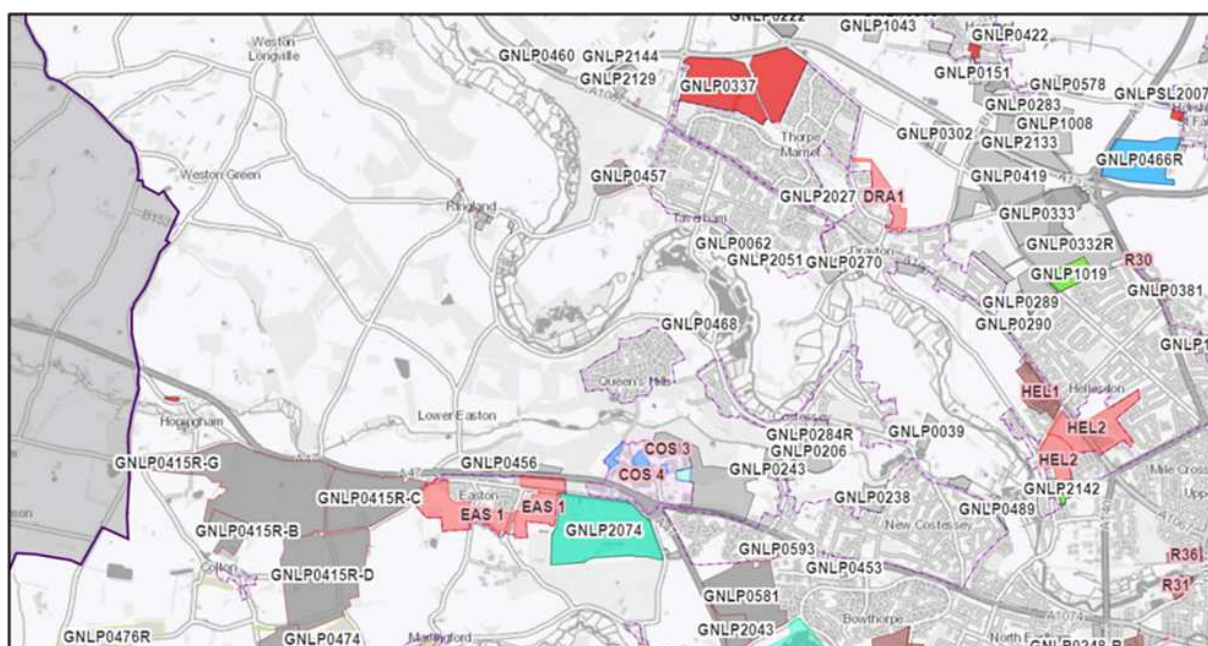 GNLP0222
GNLP1043
GNLP0422
Weston
Longville
GNLP0460
GNLP2144
GNLP2129
GNLP0337
GNLP0151
GNLP0578
GNLPSL2007
GNLP0283
GNLP0302
GNLP1008
GNLP2133
GNLP0466R
Thorpe
Marriott
Weston Green
GNLP0457
GNLP0419
GNLP2027
DRA1
Ringland
Taverham
GNLP0333
GNLP0062
GNLP2051
Drayton
GNLP0270
GNLP0332R
GNLP1019
R30
GNLP0289
GNLP0381
GNLP0290
GNLP0468
Queen's Hills
HEL1
Hellesdon
Lower Easton
Costessey
HEL2
Honingham
GNLP0284R
GNLP0206
GNLP0039
COS 3
COS 4
GNLP0415R-G
A47
GNLP0456
GNLP0243
HEL2
Mile Cross
GNLP0415R-C
Easton
EAS 1
EAS 1
GNLP2142
GNLP0238
GNLP0489
GNLP0415R-B
GNLP2074
New Costessey
Colton
GNLP0415R-D
GNLP0593
GNLP0453
R36
R31
GNLP0581
A1074
GNLP0476R
GNLP0474
GNLP2043
Bowthorpe